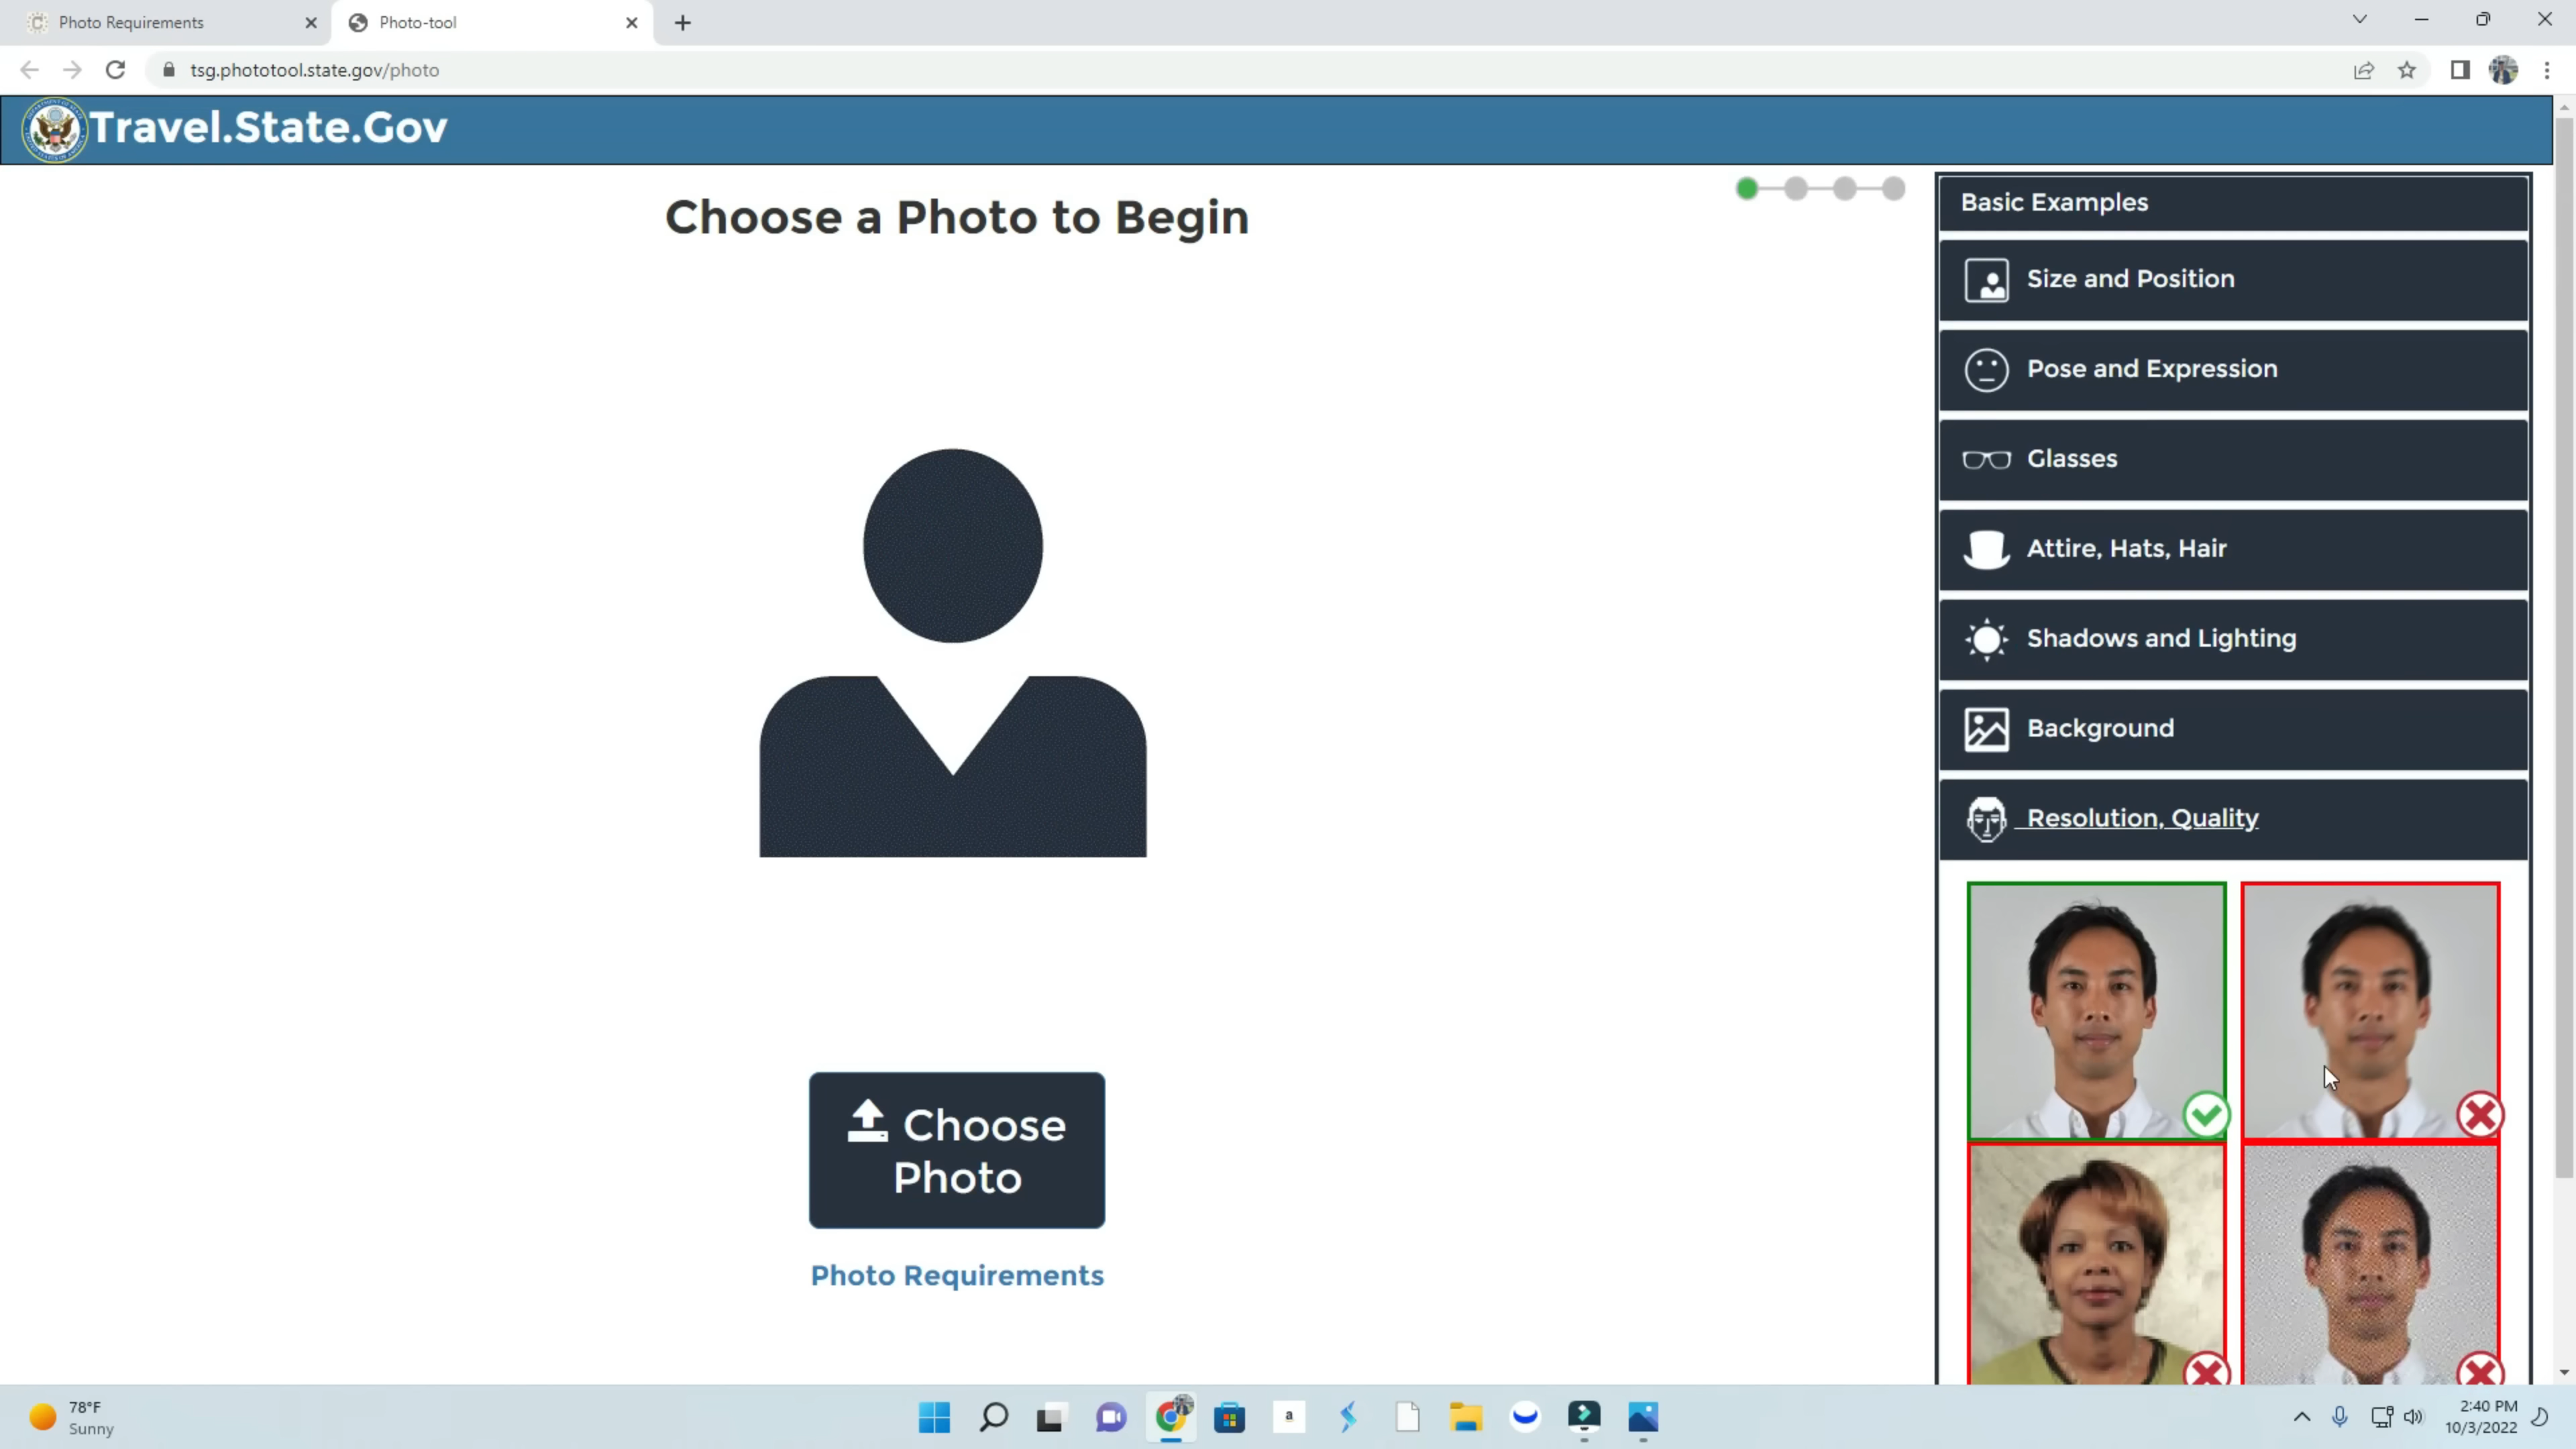 Photo Requirements
Photo-tool
tsg.phototool.state.gov/photo
Travel.State.Gov
Choose a Photo to Begin
Choose
Photo
Photo Requirements
Basic Examples
Size and Position
Pose and Expression
Glasses
Attire, Hats, Hair
Shadows and Lighting
Background
Resolution, Quality
78°F
Sunny
a
2:40 PM
10/3/2022